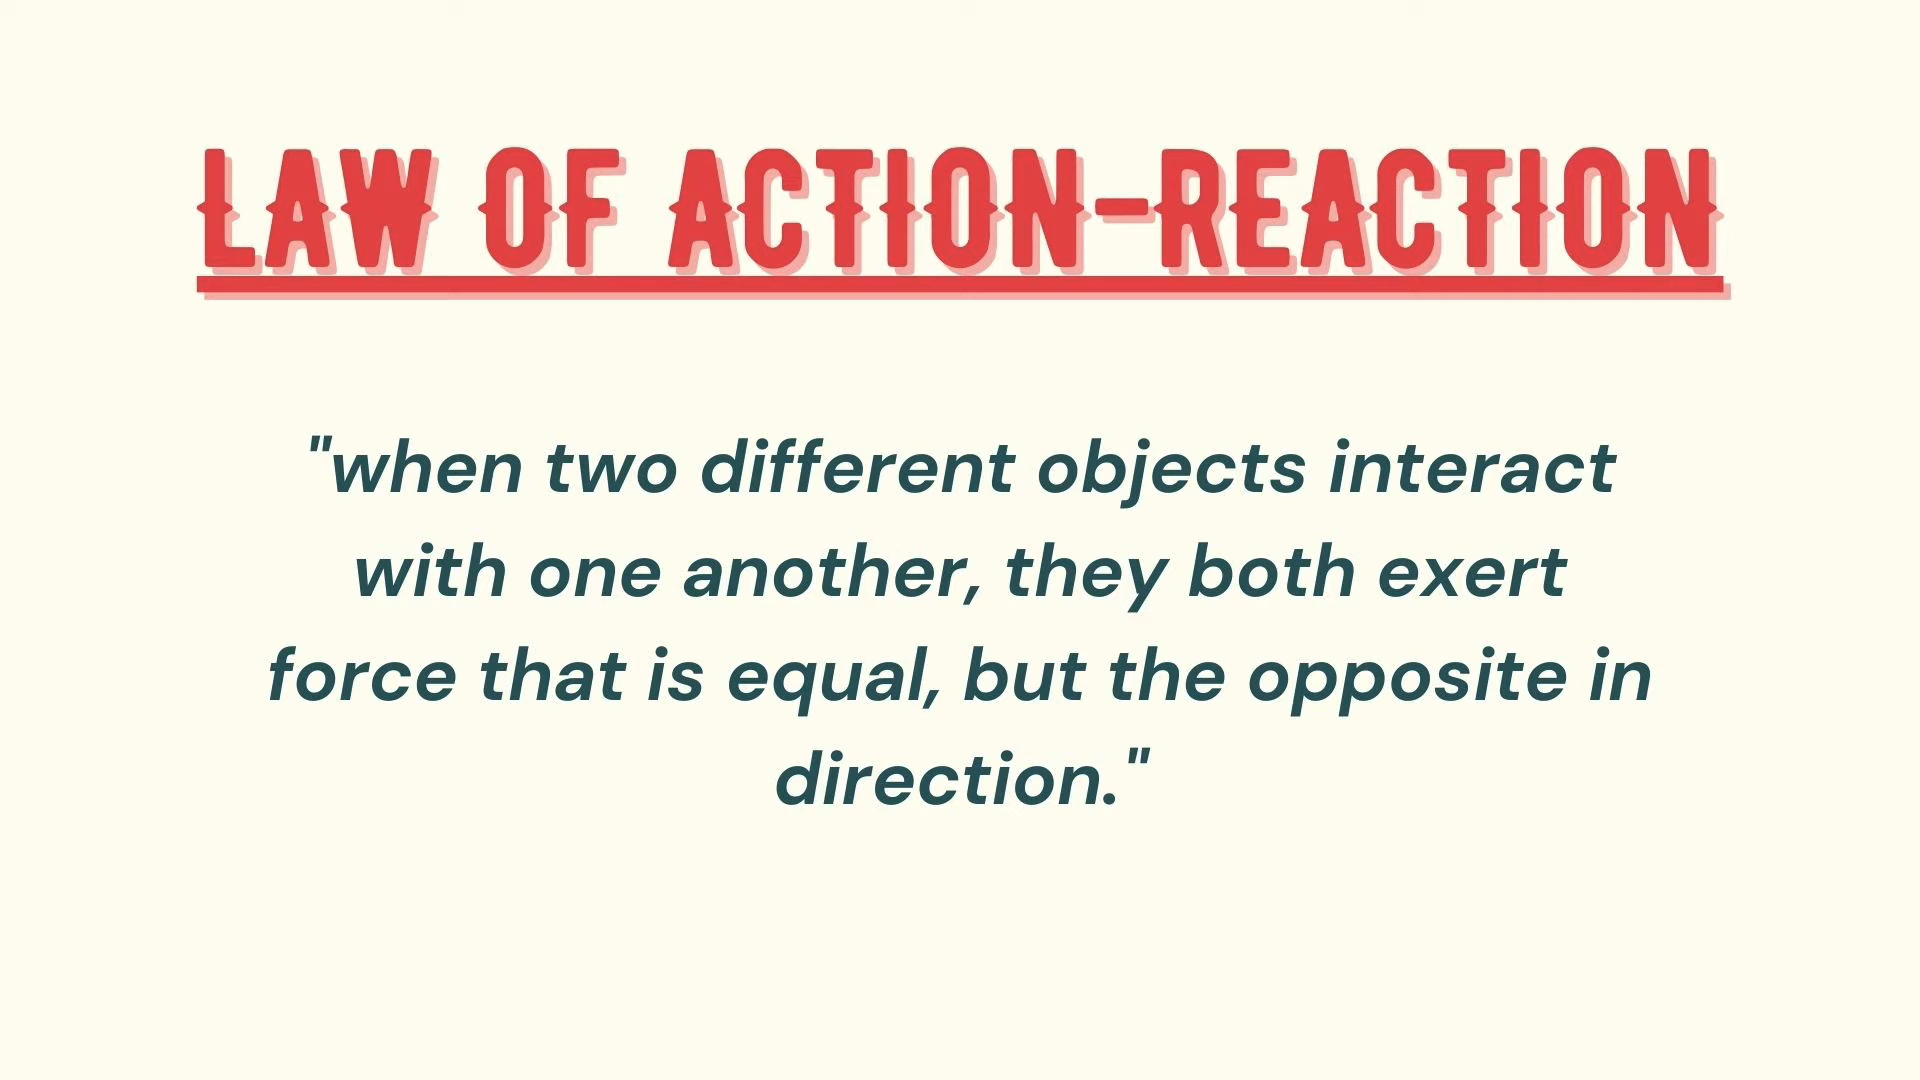 LAW OF ACTION-REACTION
"when two different objects interact
with one another, they both exert
force that is equal, but the opposite in
direction."